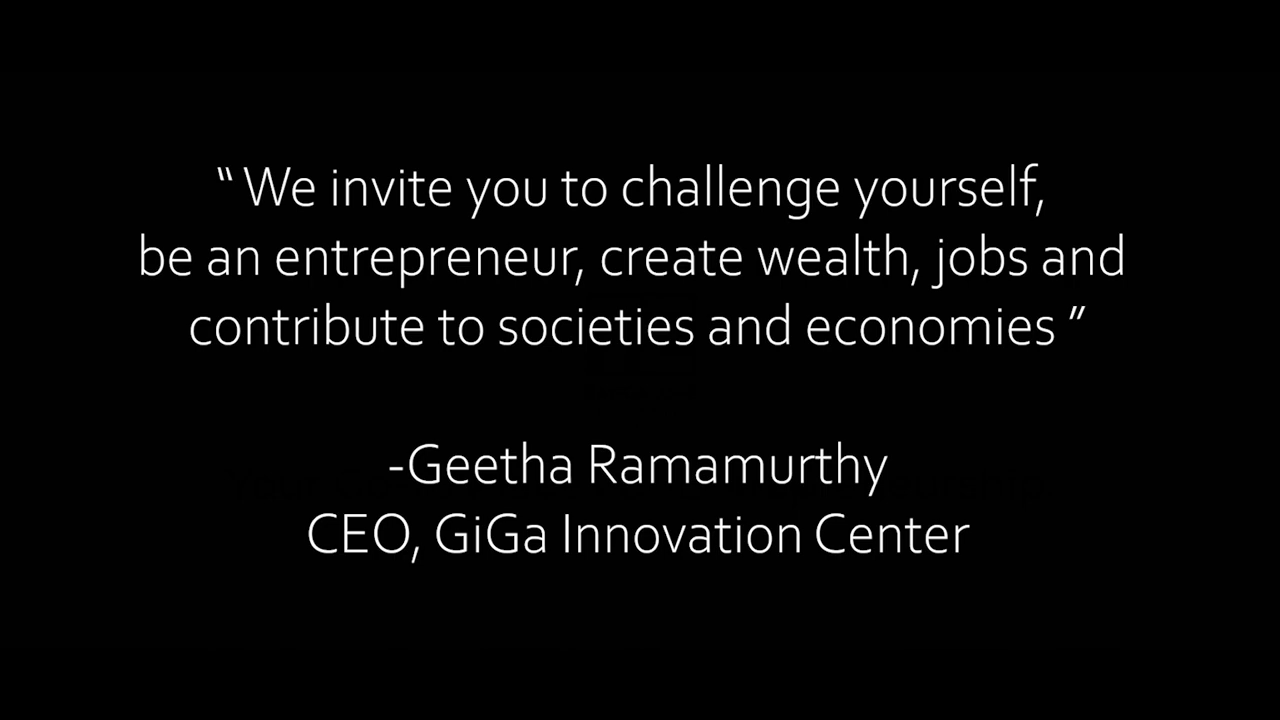 “ We invite you to challenge yourself,
be an entrepreneur, create wealth, jobs and
contribute to societies and economies ”
-Geetha Ramamurthy
CEO, GiGa Innovation Center